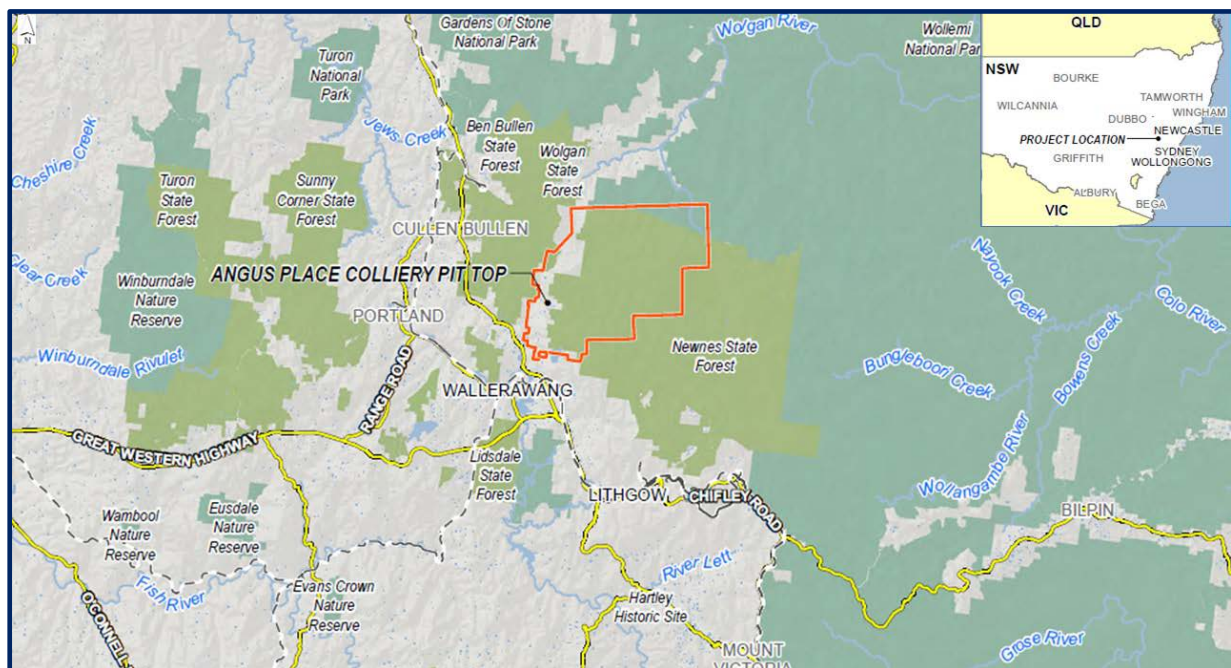 Gardens Of Stone
National Park
Wolgan River
Wollemi
National Par
QLD
NSW
BOURKE
WILCANNIA
TAMWORTH
WINGHAM
DUBBO
PROJECT LOCATION
NEWCASTLE
SYDNEY
GRIFFITH
WOLLONGONG
ALBURY
BEGA
VIC
N
Turon
National
Park
Jews Creek
Ben Bullen
State
Forest
Wolgan
State
Forest
Cheshire Creek
Turon
State
Forest
Sunny
Corner State
Forest
CULLEN BULLEN
Clear Creek
ANGUS PLACE COLLIERY PIT TOP
Winburndale
Nature
Reserve
PORTLAND
Nayook Creek
Colo River
Winburndale Rivulet
RANGE ROAD
Newnes State
Forest
Bungleboori Creek
Bowens Creek
WALLERAWANG
GREAT WESTERN HIGHWAY
Lidsdale
State
Forest
LITHGOW
CHIFLEY ROAD
Wollangambe River
BILPIN
Wambool
Nature
Reserve
Eusdale
Nature
Reserve
Fish River
Evans Crown
Nature
Reserve
River Lett
Hartley
Historic Site
O'CONNELL
MOUNT
VICTORIA
Grose River